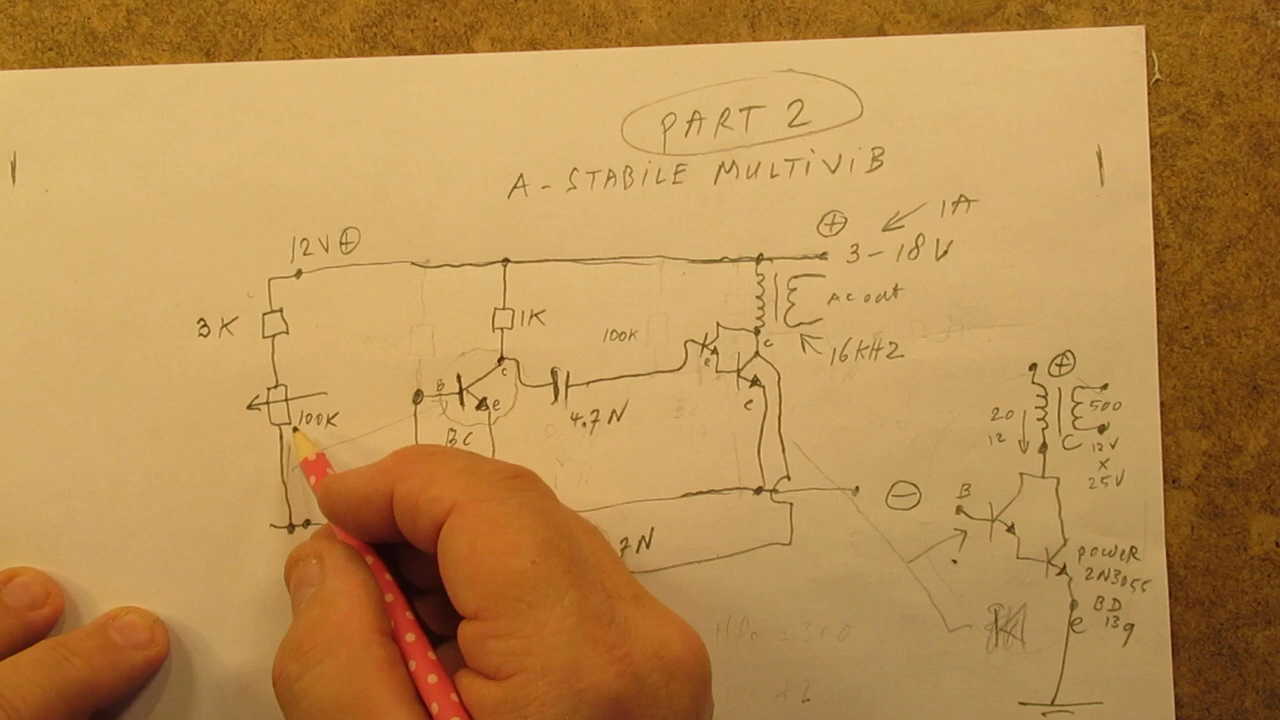 PART 2
A-STABILE MULTIVIB
1A
12V ⊕
⊕
3-18V
3K
1K
100K
AC out
16KHZ
C
c
e
B
e
4,7N
e
100K
BC
⊕
20
12
500
12V
X
25V
C
⊖
B
7N
POWER
2N3055
BD
139
e